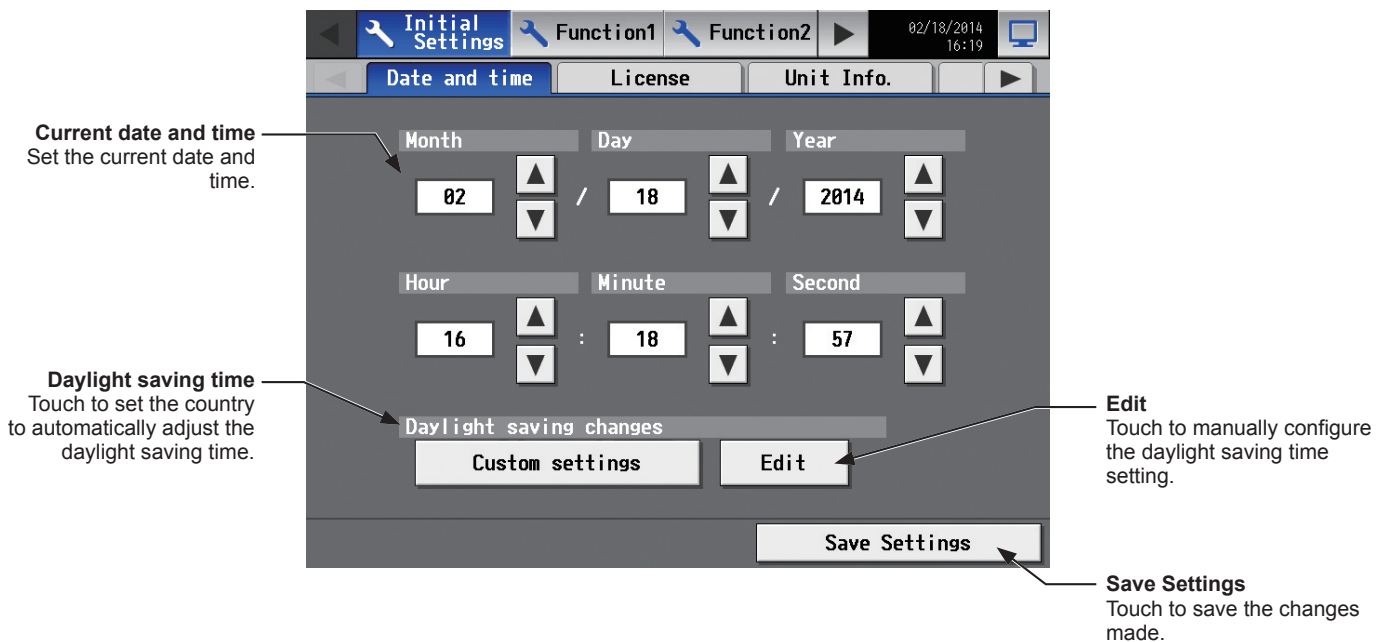 Initial
Settings
Function1
Function2
02/18/2014
16:19
Date and time
License
Unit Info.
Current date and time
Set the current date and
time.
Month
Day
Year
02
/
18
/
2014
Hour
Minute
Second
16
:
18
:
57
Daylight saving time
Touch to set the country
to automatically adjust the
daylight saving time.
Daylight saving changes
Custom settings
Edit
Edit
Touch to manually configure
the daylight saving time
setting.
Save Settings
Save Settings
Touch to save the changes
made.